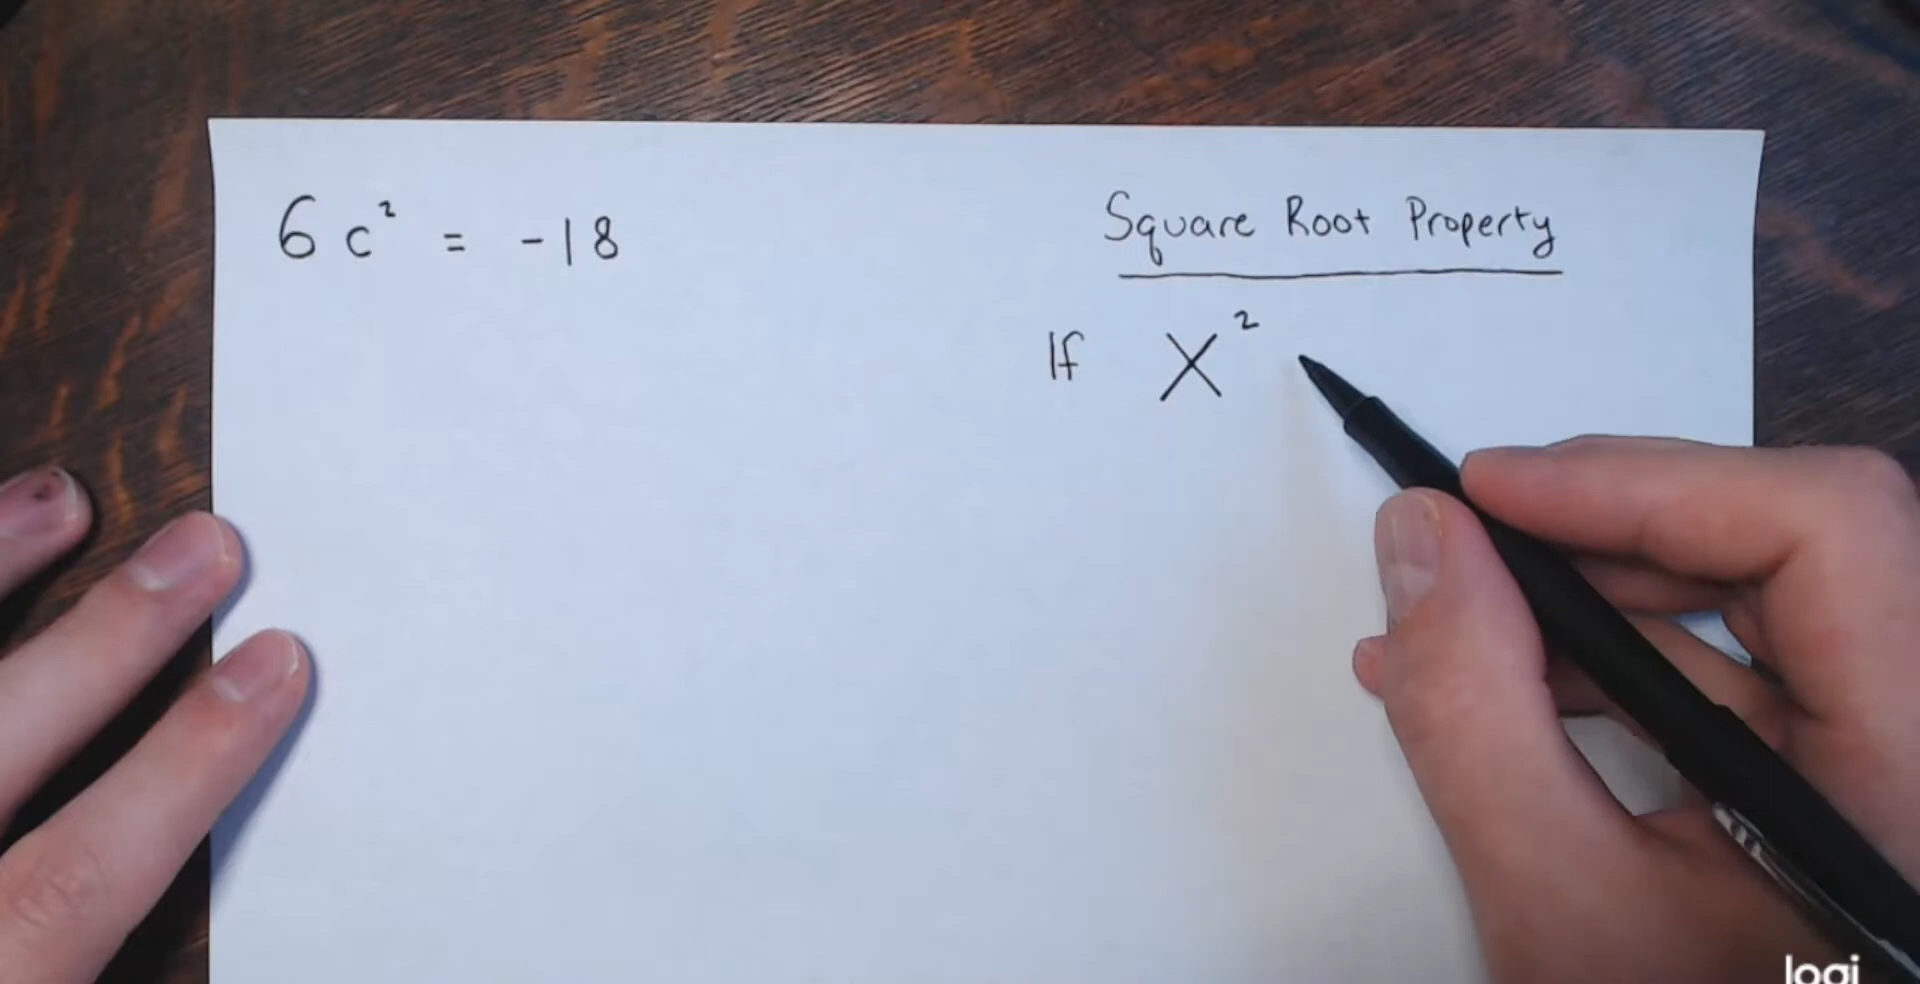 6c² = -18
Square Root Property
If X²
logi